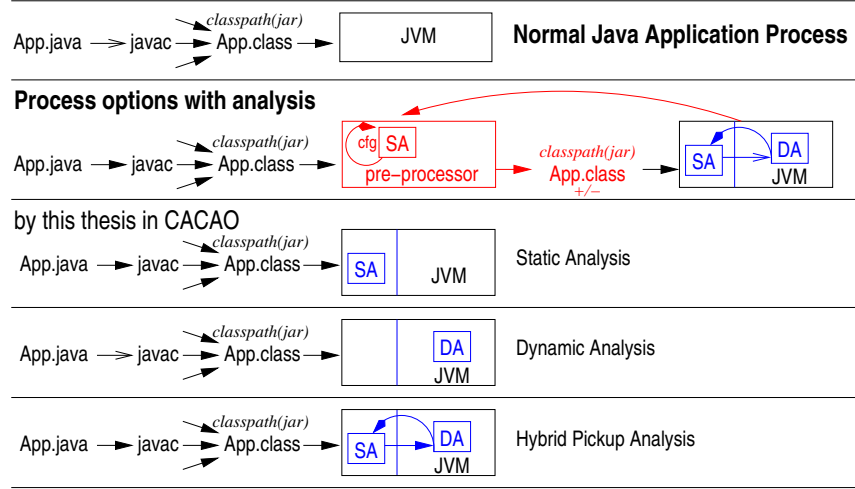 classpath(jar)
App.java javac App.class JVM Normal Java Application Process
Process options with analysis
classpath(jar) cfg SA classpath(jar) DA
App.java javac App.class pre-processor App.class SA JVM
+/-
by this thesis in CACAO
classpath(jar)
App.java javac App.class SA JVM Static Analysis
classpath(jar)
App.java javac App.class DA JVM Dynamic Analysis
classpath(jar)
App.java javac App.class SA DA JVM Hybrid Pickup Analysis